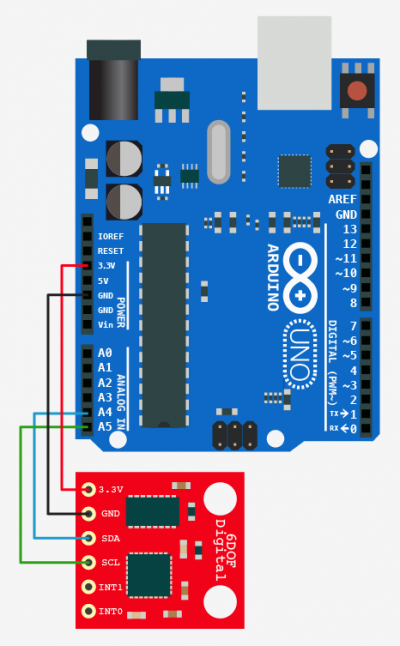 IOREF
RESET
3.3V
5V
GND
GND
Vin
POWER
A0
A1
A2
A3
A4
A5
ANALOG IN
ARDUINO
UNO
AREF
GND
13
12
~11
~10
~9
8
7
~6
~5
4
~3
2
TX→1
RX←0
DIGITAL (PWM~)
3.3V
GND
SDA
SCL
INT1
INT0
6DOF
Digital